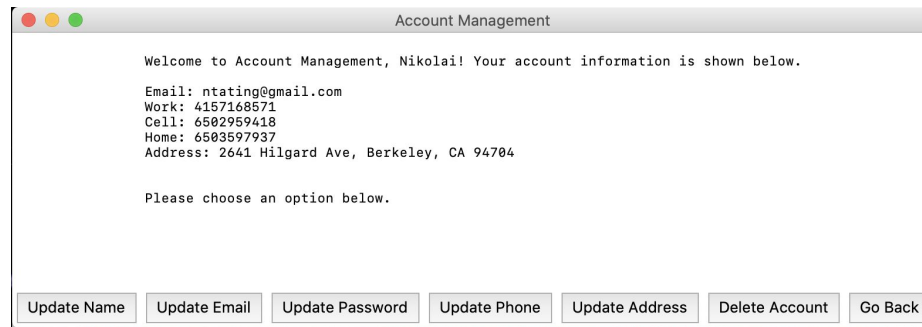 Account Management
Welcome to Account Management, Nikolai! Your account information is shown below.
Email: ntating@gmail.com
Work: 4157168571
Cell: 6502959418
Home: 6503597937
Address: 2641 Hilgard Ave, Berkeley, CA 94704
Please choose an option below.
Update Name Update Email Update Password Update Phone Update Address Delete Account Go Back